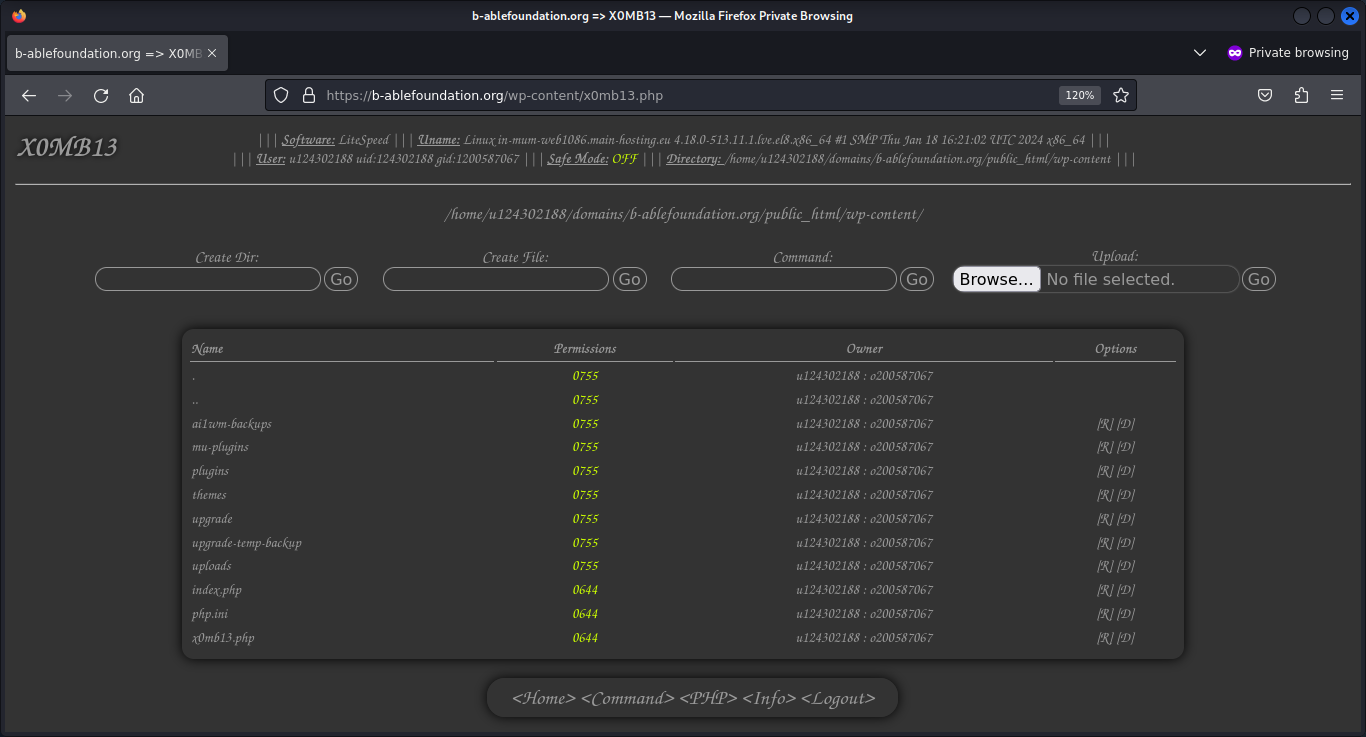 b-ablefoundation.org => X0MB13 — Mozilla Firefox Private Browsing
b-ablefoundation.org => X0MB
Private browsing
https://b-ablefoundation.org/wp-content/x0mb13.php
120%
X0MB13
||| Software: LiteSpeed ||| Uname: Linux in-mum-web1086.main-hosting.eu 4.18.0-513.11.1.lve.el8.x86_64 #1 SMP Thu Jan 18 16:21:02 UTC 2024 x86_64 |||
||| User: u124302188 uid:124302188 gid:1200587067 ||| Safe Mode: OFF ||| Directory: /home/u124302188/domains/b-ablefoundation.org/public_html/wp-content |||
/home/u124302188/domains/b-ablefoundation.org/public_html/wp-content/
Create Dir: Create File: Command: Upload:
Go Go Go Browse... No file selected. Go
Name Permissions Owner Options
. 0755 u124302188 : o200587067
.. 0755 u124302188 : o200587067
ai1wm-backups 0755 u124302188 : o200587067 [R] [D]
mu-plugins 0755 u124302188 : o200587067 [R] [D]
plugins 0755 u124302188 : o200587067 [R] [D]
themes 0755 u124302188 : o200587067 [R] [D]
upgrade 0755 u124302188 : o200587067 [R] [D]
upgrade-temp-backup 0755 u124302188 : o200587067 [R] [D]
uploads 0755 u124302188 : o200587067 [R] [D]
index.php 0644 u124302188 : o200587067 [R] [D]
php.ini 0644 u124302188 : o200587067 [R] [D]
x0mb13.php 0644 u124302188 : o200587067 [R] [D]
<Home> <Command> <PHP> <Info> <Logout>